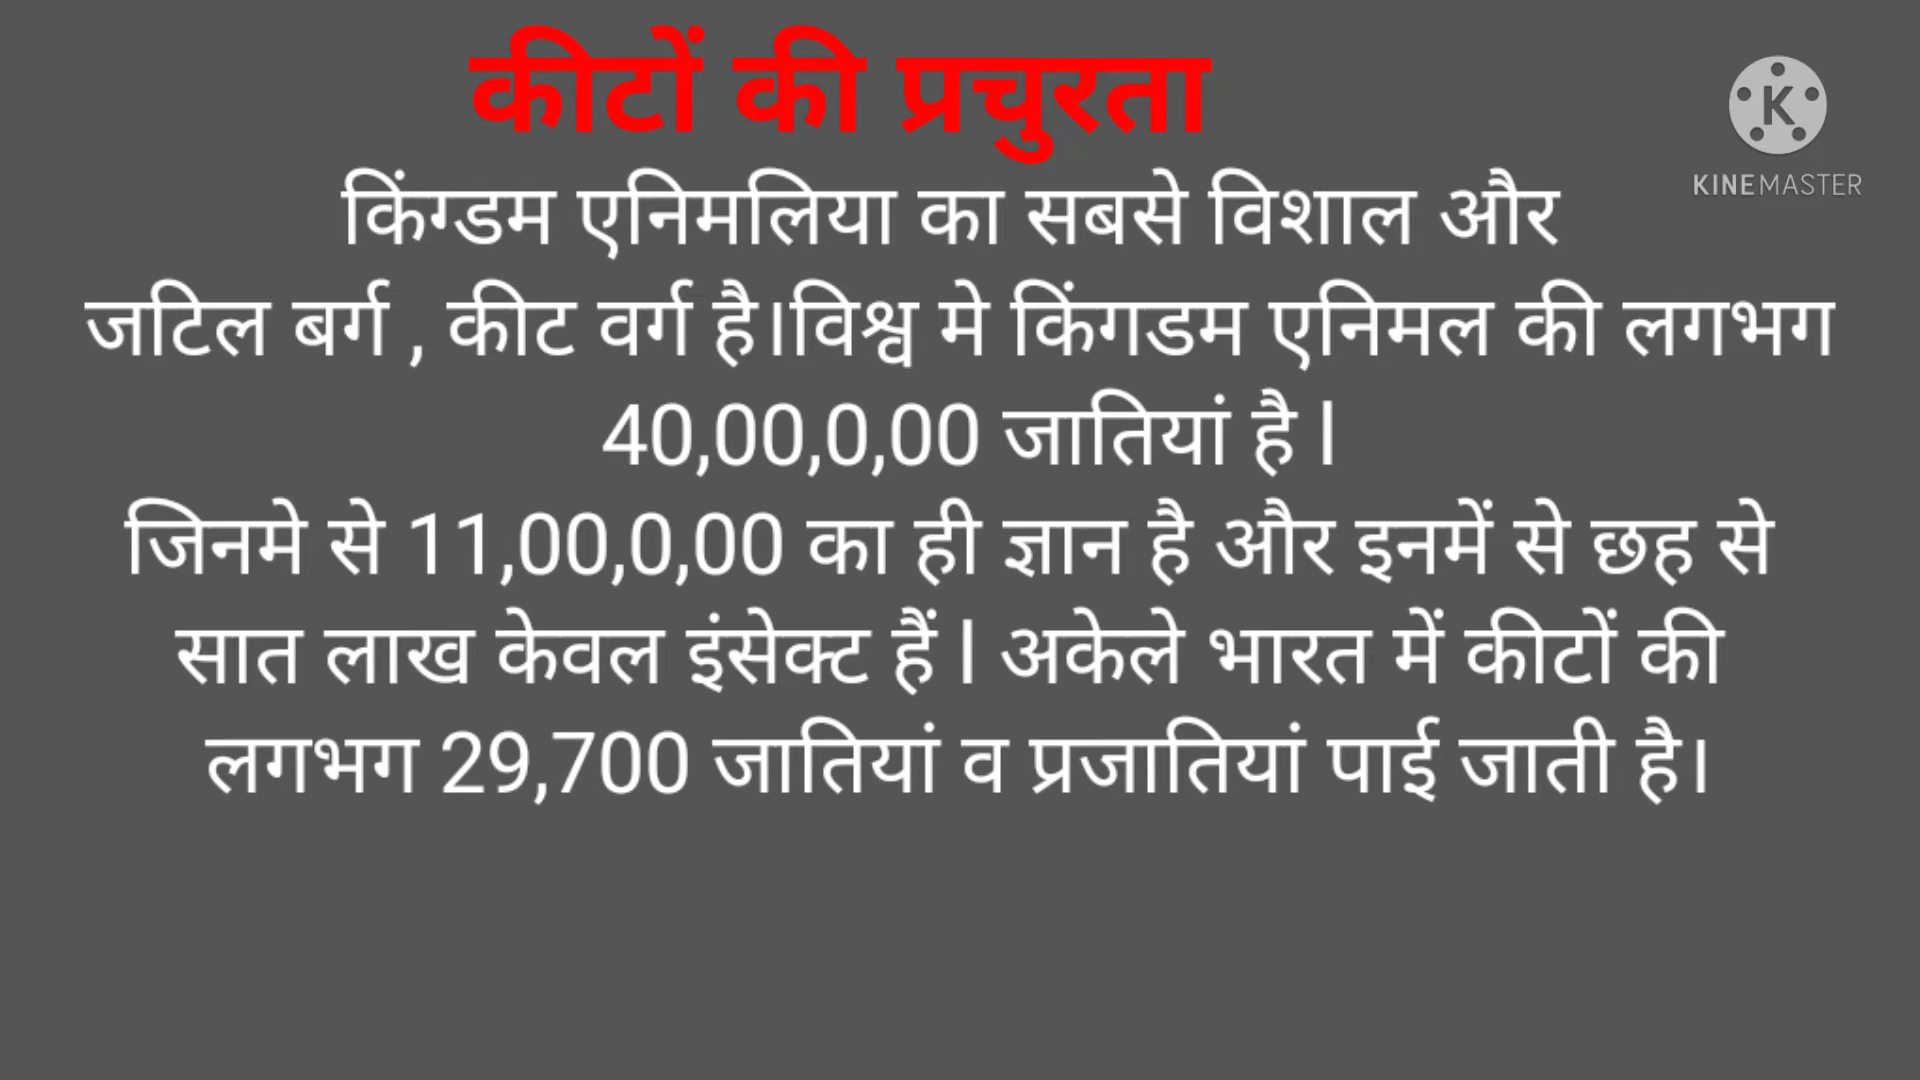 कीटों की प्रचुरता
K
KINEMASTER
किंग्डम एनिमलिया का सबसे विशाल और
जटिल बर्ग , कीट वर्ग है।विश्व मे किंगडम एनिमल की लगभग
40,00,0,00 जातियां है l
जिनमे से 11,00,0,00 का ही ज्ञान है और इनमें से छह से
सात लाख केवल इंसेक्ट हैं l अकेले भारत में कीटों की
लगभग 29,700 जातियां व प्रजातियां पाई जाती है।